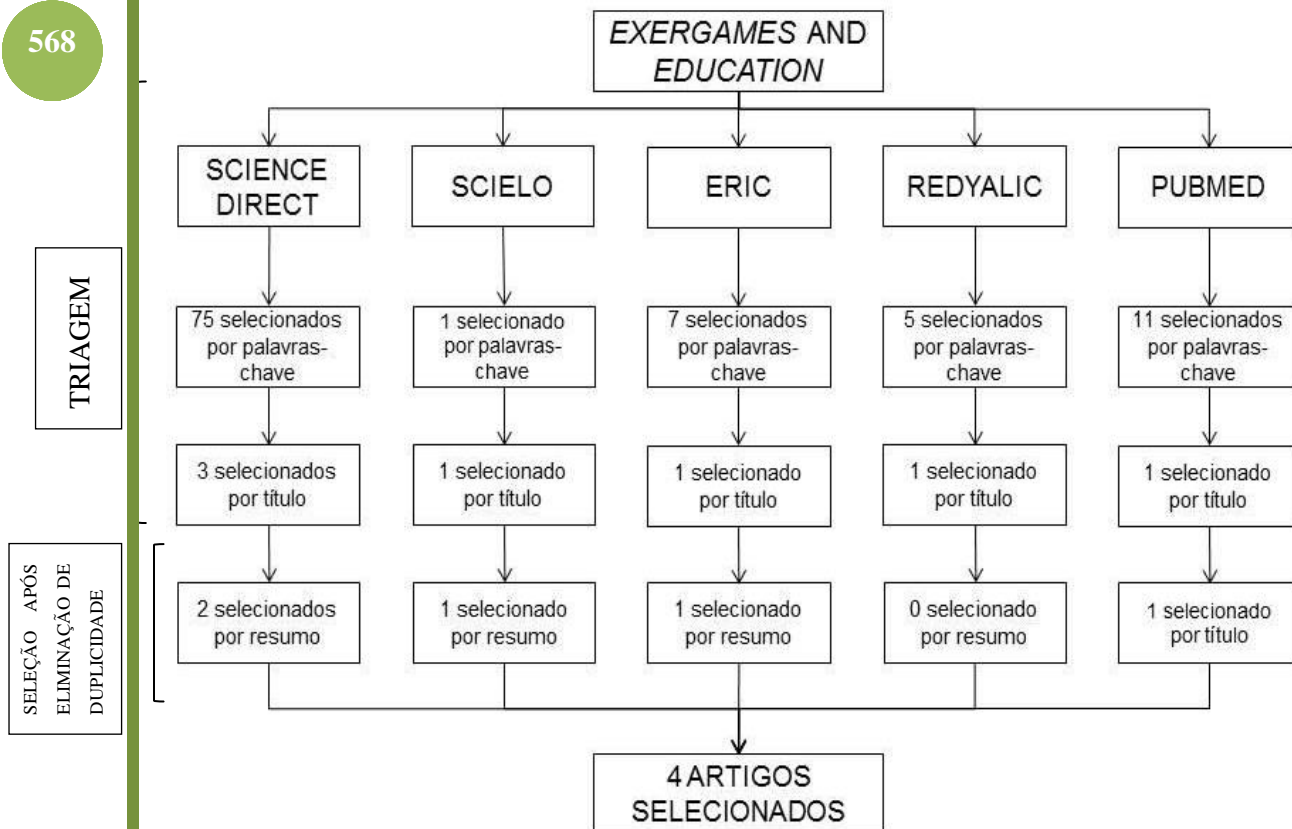 568
EXERGAMES AND
EDUCATION
SCIENCE
DIRECT
SCIELO
ERIC
REDYALIC
PUBMED
TRIAGEM
75 selecionados
por palavras-
chave
1 selecionado
por palavras-
chave
7 selecionados
por palavras-
chave
5 selecionados
por palavras-
chave
11 selecionados
por palavras-
chave
3 selecionados
por título
1 selecionado
por título
1 selecionado
por título
1 selecionado
por título
1 selecionado
por título
SELEÇÃO APÓS
ELIMINAÇÃO DE
DUPLICIDADE
2 selecionados
por resumo
1 selecionado
por resumo
1 selecionado
por resumo
0 selecionado
por resumo
1 selecionado
por título
4 ARTIGOS
SELECIONADOS